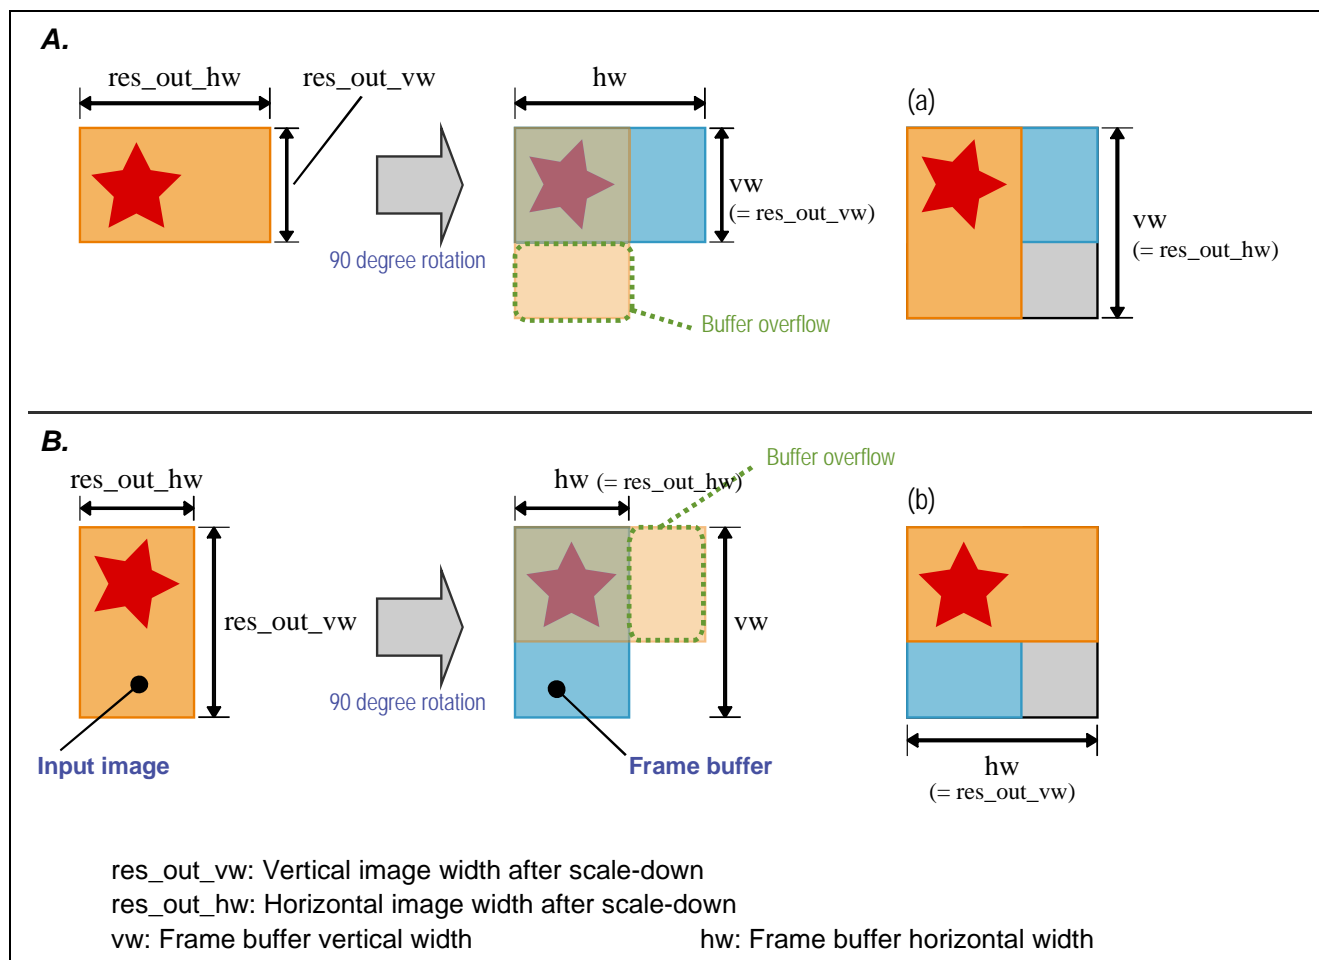 A.
res_out_hw
res_out_vw
hw
(a)
vw
(= res_out_vw)
vw
(= res_out_hw)
90 degree rotation
Buffer overflow
B.
Buffer overflow
res_out_hw
hw (= res_out_hw)
(b)
res_out_vw
vw
90 degree rotation
Input image
Frame buffer
hw
(= res_out_vw)
res_out_vw: Vertical image width after scale-down
res_out_hw: Horizontal image width after scale-down
vw: Frame buffer vertical width hw: Frame buffer horizontal width